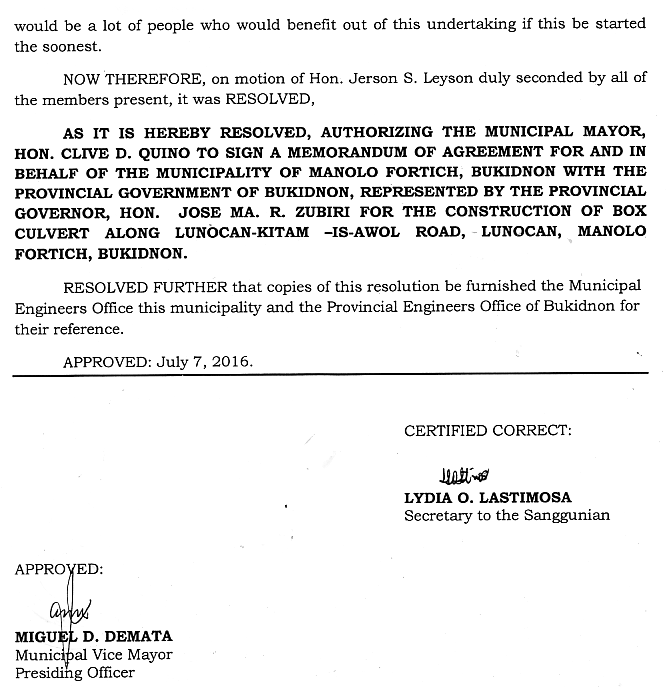 would be a lot of people who would benefit out of this undertaking if this be started
the soonest.
NOW THEREFORE, on motion of Hon. Jerson S. Leyson duly seconded by all of
the members present, it was RESOLVED,
AS IT IS HEREBY RESOLVED, AUTHORIZING THE MUNICIPAL MAYOR,
HON. CLIVE D. QUINO TO SIGN A MEMORANDUM OF AGREEMENT FOR AND IN
BEHALF OF THE MUNICIPALITY OF MANOLO FORTICH, BUKIDNON WITH THE
PROVINCIAL GOVERNMENT OF BUKIDNON, REPRESENTED BY THE PROVINCIAL
GOVERNOR, HON. JOSE MA. R. ZUBIRI FOR THE CONSTRUCTION OF BOX
CULVERT ALONG LUNOCAN-KITAM –IS-AWOL ROAD, LUNOCAN, MANOLO
FORTICH, BUKIDNON.
RESOLVED FURTHER that copies of this resolution be furnished the Municipal
Engineers Office this municipality and the Provincial Engineers Office of Bukidnon for
their reference.
APPROVED: July 7, 2016.
CERTIFIED CORRECT:
LYDIA O. LASTIMOSA
Secretary to the Sanggunian
APPROVED:
MIGUEL D. DEMATA
Municipal Vice Mayor
Presiding Officer